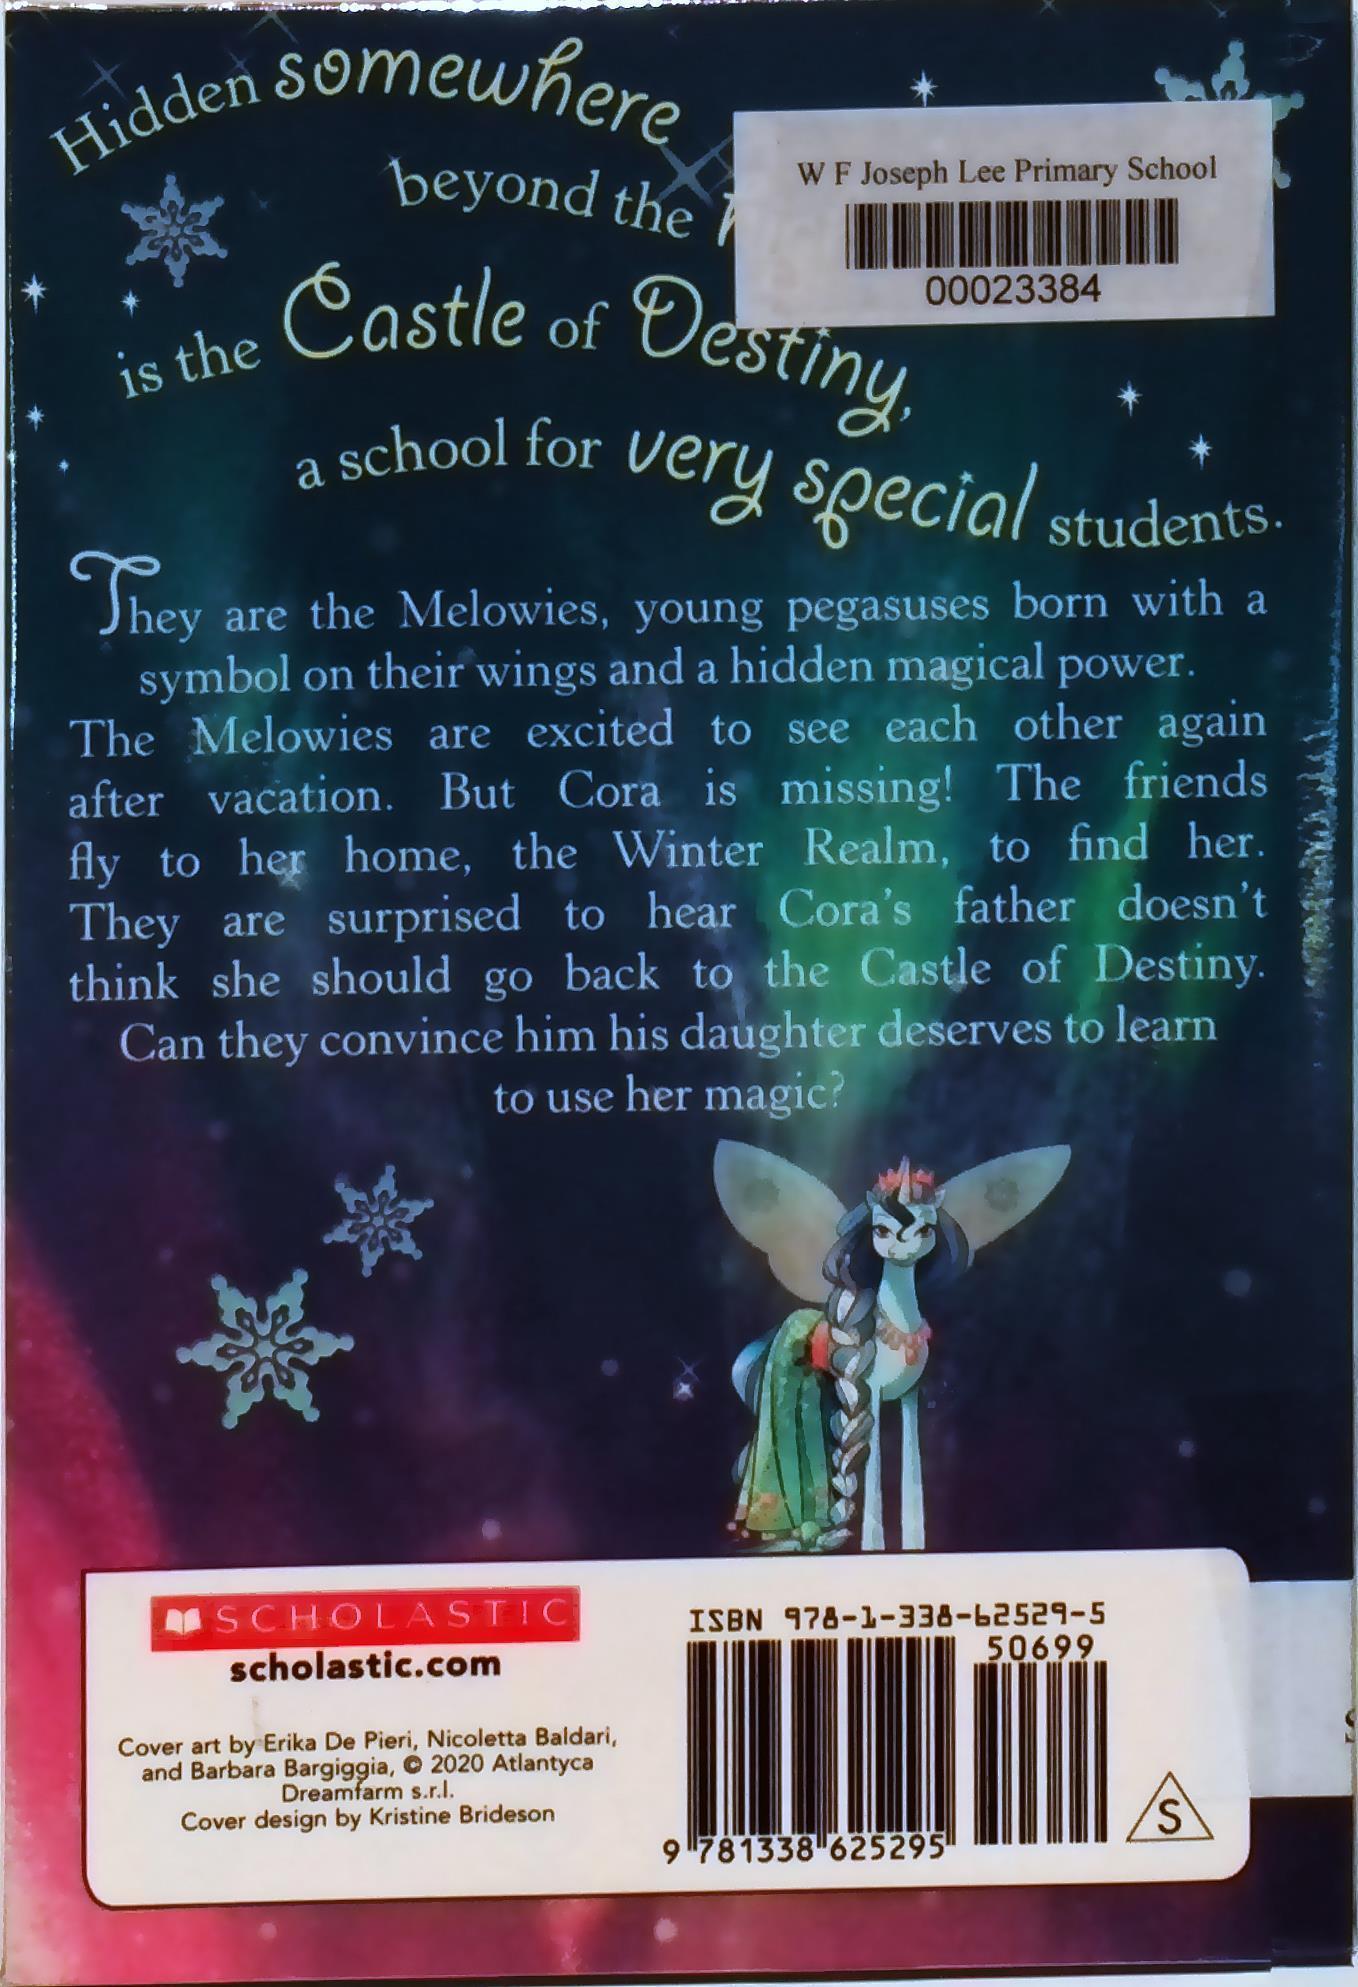 Hidden somewhere
beyond the
W F Joseph Lee Primary School
00023384
is the Castle of Destiny,
a school for very special students.
They are the Melowies, young pegasuses born with a
symbol on their wings and a hidden magical power.
The Melowies are excited to see each other again
after vacation. But Cora is missing! The friends
fly to her home, the Winter Realm, to find her.
They are surprised to hear Cora's father doesn't
think she should go back to the Castle of Destiny.
Can they convince him his daughter deserves to learn
to use her magic?
SCHOLASTIC
scholastic.com
Cover art by Erika De Pieri, Nicoletta Baldari,
and Barbara Bargiggia, © 2020 Atlantyca
Dreamfarm s.r.l.
Cover design by Kristine Brideson
ISBN 978-1-338-62529-5
50699
9 781338 625295
S